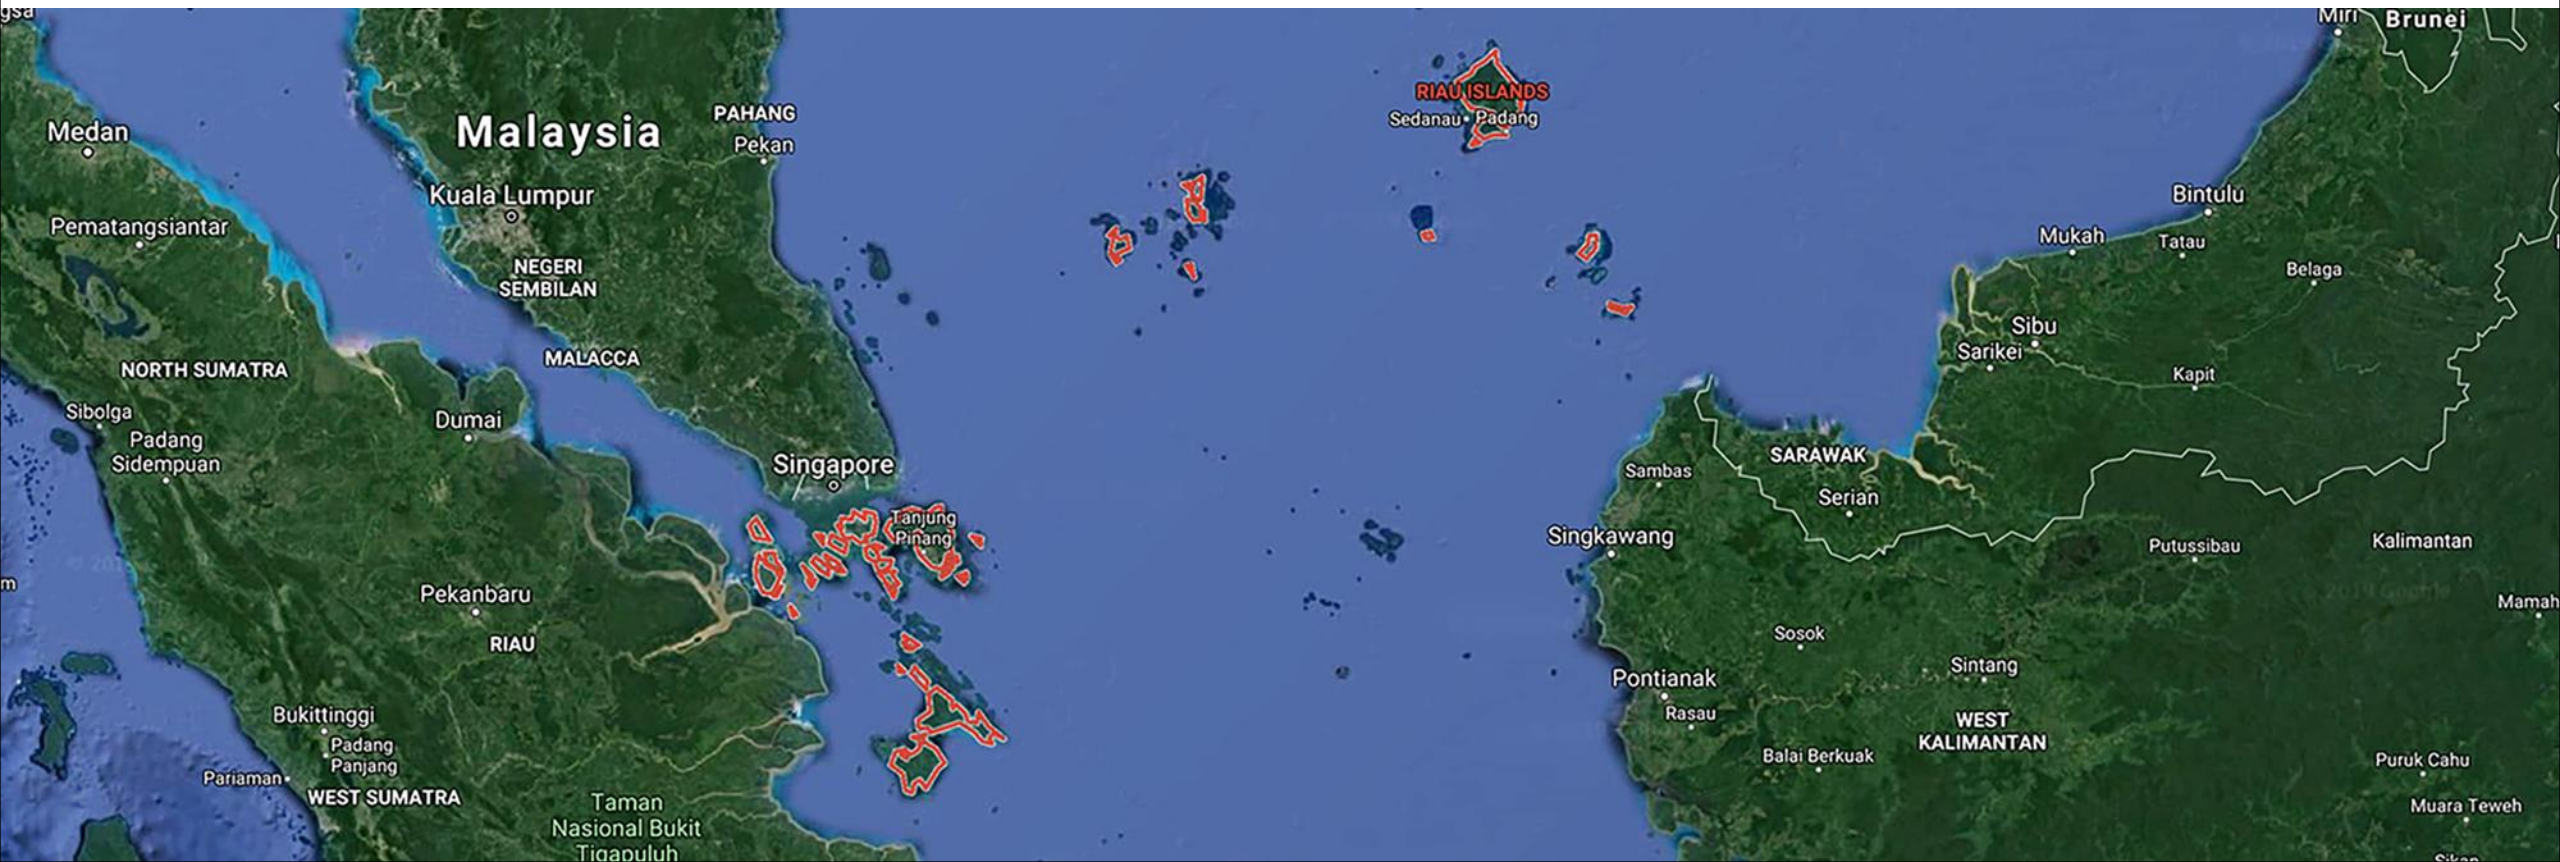 gsa
Miri
Brunei
Medan
Malaysia
PAHANG
Pekan
RIAU ISLANDS
Sedanau
Padang
Kuala Lumpur
Pematangsiantar
Bintulu
Mukah
Tatau
Belaga
NEGERI
SEMBILAN
MALACCA
NORTH SUMATRA
Sibu
Sarikei
Kapit
Sibolga
Padang
Sidempuan
Dumai
Singapore
SARAWAK
Sambas
Serian
Tanjung
Pinang
Singkawang
Putussibau
Kalimantan
m
Pekanbaru
RIAU
Mamah
Sosok
Sintang
Pontianak
Rasau
WEST
KALIMANTAN
Balai Berkuak
Bukittinggi
Padang
Panjang
Pariaman
WEST SUMATRA
Puruk Cahu
Muara Teweh
Taman
Nasional Bukit
Tigapuluh
Sikan